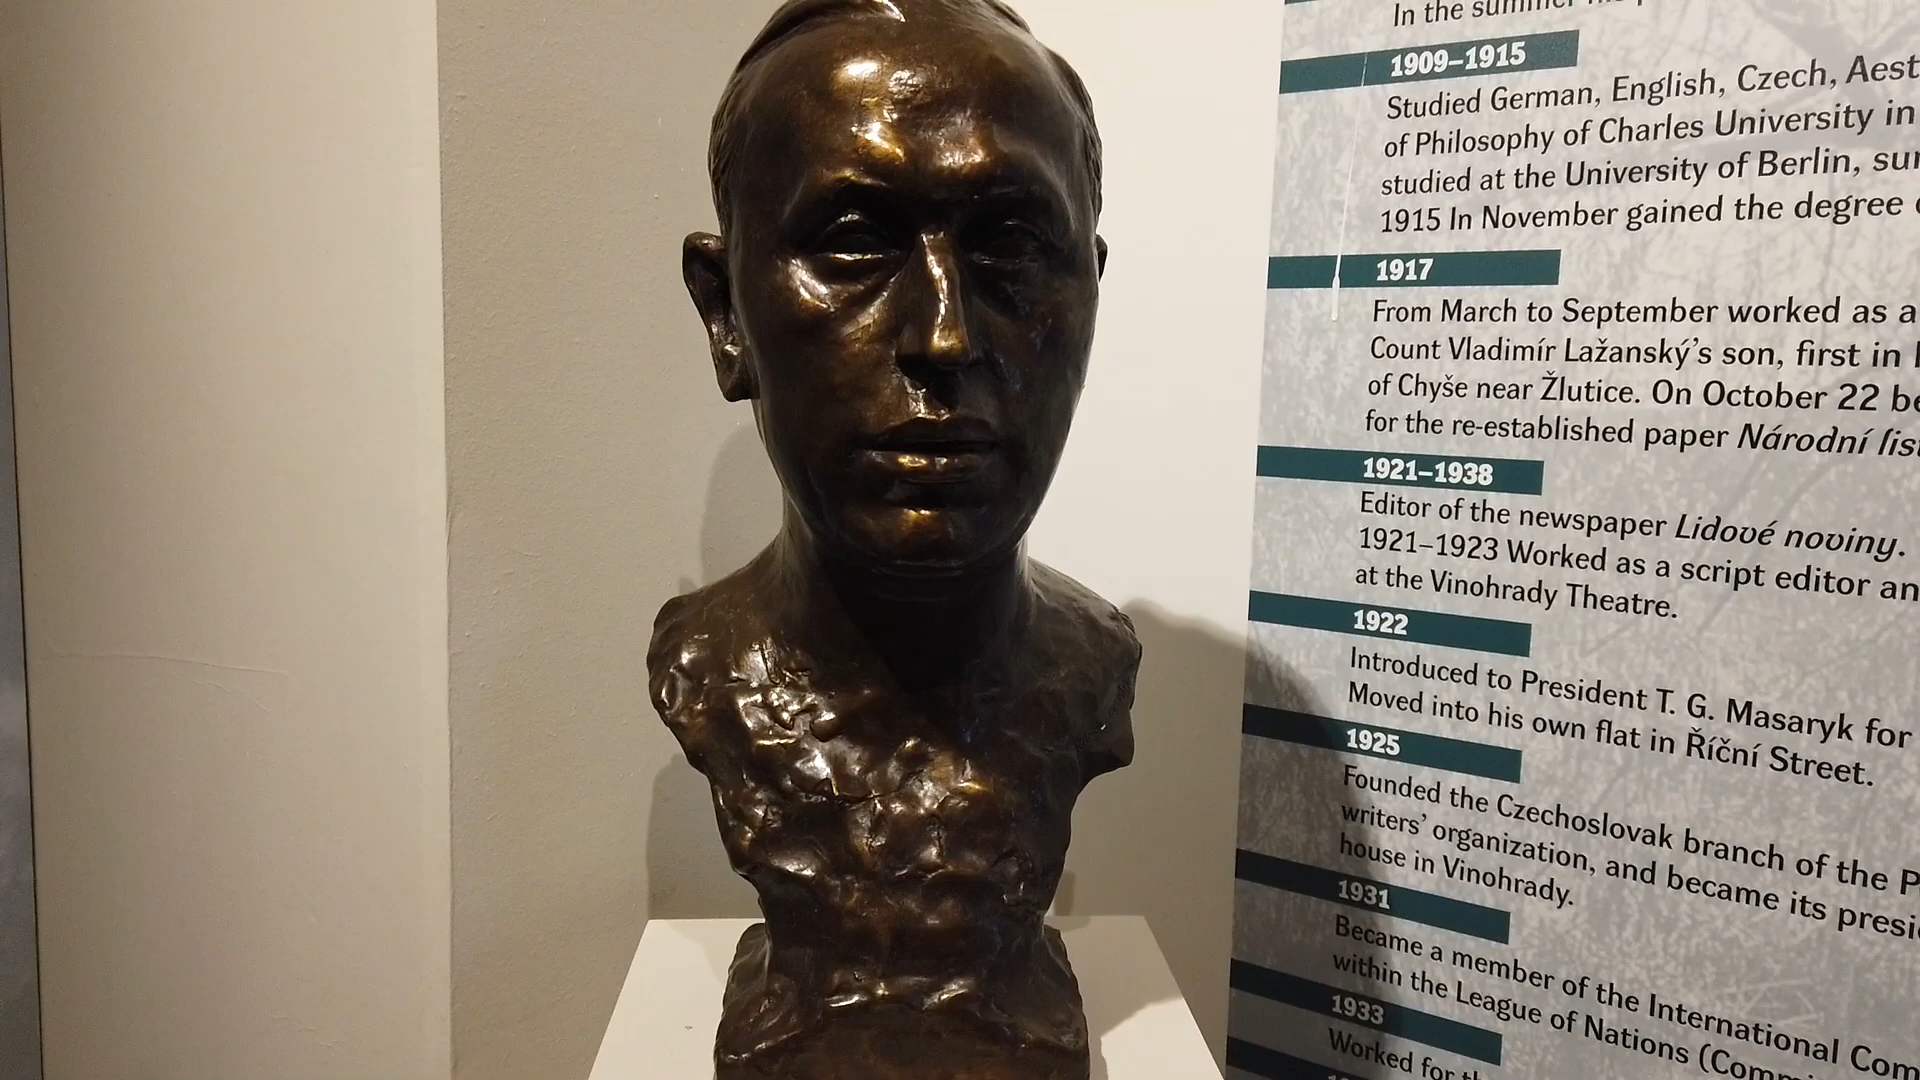 In the summer
1909–1915
Studied German, English, Czech, Aest
of Philosophy of Charles University in
studied at the University of Berlin, sur
1915 In November gained the degree
1917
From March to September worked as a
Count Vladimír Lažanský’s son, first in
of Chyše near Žlutice. On October 22 be
for the re-established paper Národní list
1921–1938
Editor of the newspaper Lidové noviny.
1921–1923 Worked as a script editor an
at the Vinohrady Theatre.
1922
Introduced to President T. G. Masaryk for
Moved into his own flat in Říční Street.
1925
Founded the Czechoslovak branch of the P
writers’ organization, and became its presi
house in Vinohrady.
1931
Became a member of the International Com
within the League of Nations (Commi
1933
Worked for